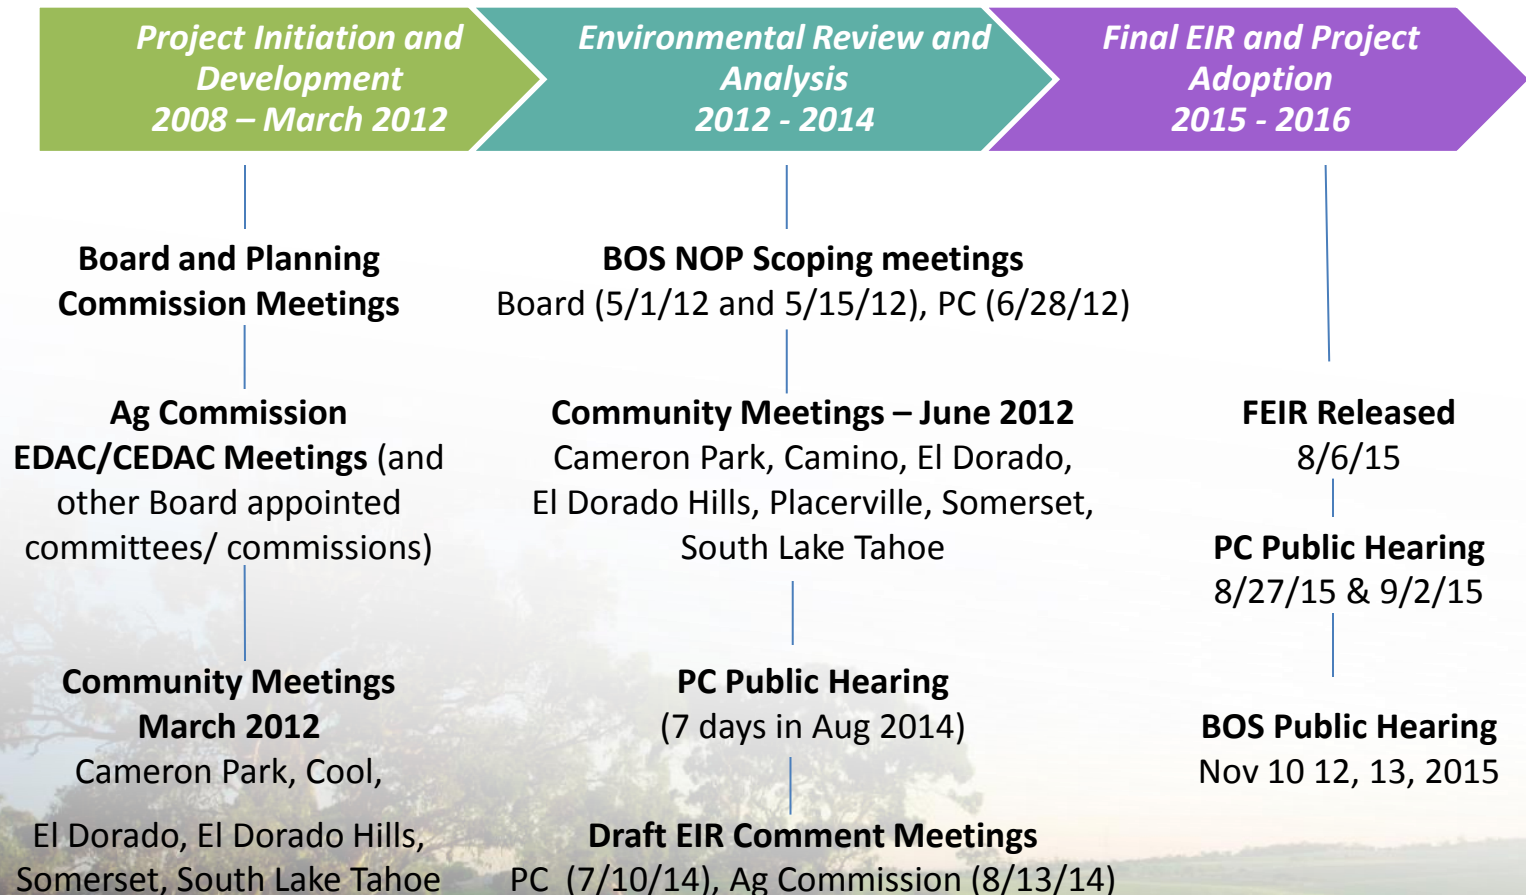 Project Initiation and
Development
2008 – March 2012
Environmental Review and
Analysis
2012 - 2014
Final EIR and Project
Adoption
2015 - 2016
Board and Planning
Commission Meetings
Ag Commission
EDAC/CEDAC Meetings (and
other Board appointed
committees/ commissions)
Community Meetings
March 2012
Cameron Park, Cool,
El Dorado, El Dorado Hills,
Somerset, South Lake Tahoe
BOS NOP Scoping meetings
Board (5/1/12 and 5/15/12), PC (6/28/12)
Community Meetings – June 2012
Cameron Park, Camino, El Dorado,
El Dorado Hills, Placerville, Somerset,
South Lake Tahoe
PC Public Hearing
(7 days in Aug 2014)
Draft EIR Comment Meetings
PC (7/10/14), Ag Commission (8/13/14)
FEIR Released
8/6/15
PC Public Hearing
8/27/15 & 9/2/15
BOS Public Hearing
Nov 10 12, 13, 2015